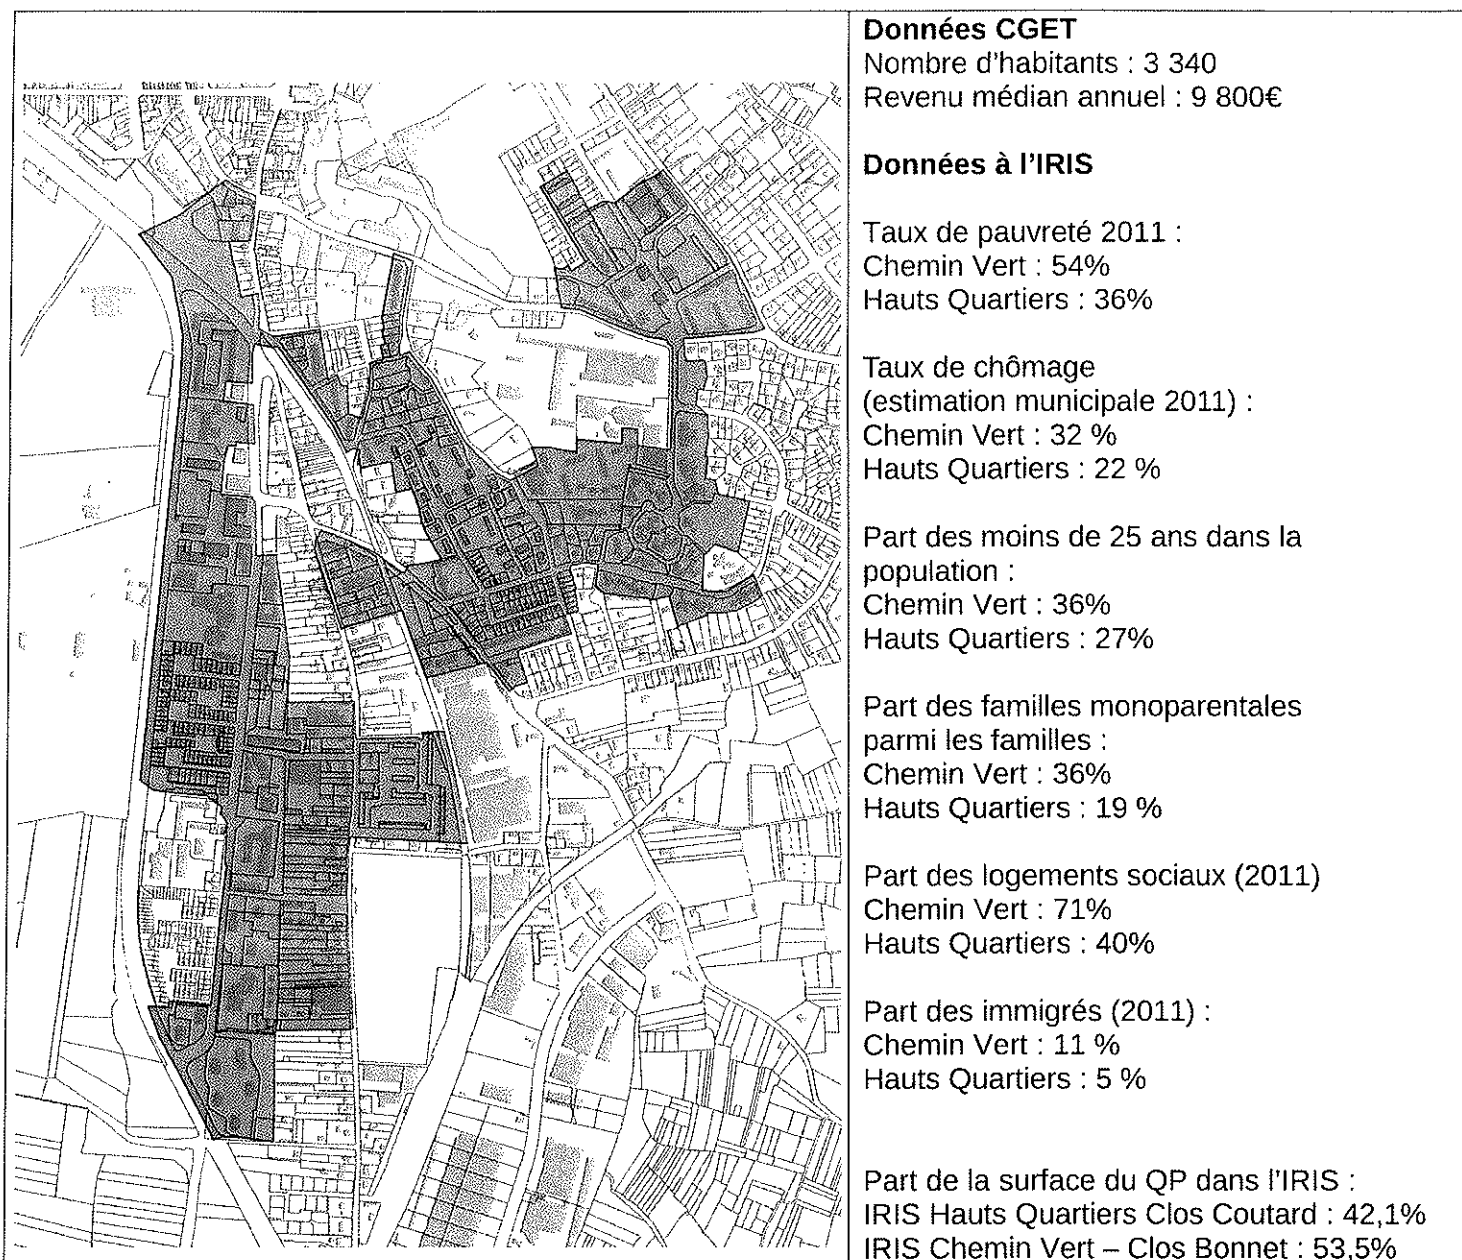 Données CGET
Nombre d'habitants : 3 340
Revenu médian annuel : 9 800€
Données à l'IRIS
Taux de pauvreté 2011 :
Chemin Vert : 54%
Hauts Quartiers : 36%
Taux de chômage
(estimation municipale 2011) :
Chemin Vert : 32 %
Hauts Quartiers : 22 %
Part des moins de 25 ans dans la
population :
Chemin Vert : 36%
Hauts Quartiers : 27%
Part des familles monoparentales
parmi les familles :
Chemin Vert : 36%
Hauts Quartiers : 19 %
Part des logements sociaux (2011)
Chemin Vert : 71%
Hauts Quartiers : 40%
Part des immigrés (2011) :
Chemin Vert : 11 %
Hauts Quartiers : 5 %
Part de la surface du QP dans l'IRIS :
IRIS Hauts Quartiers Clos Coutard : 42,1%
IRIS Chemin Vert – Clos Bonnet : 53,5%